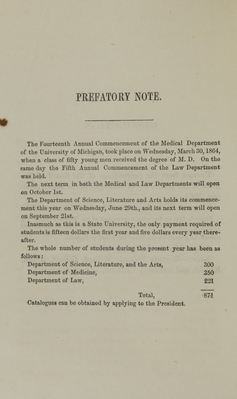 PREFATORY NOTE.
The Fourteenth Annual Commencement of the Medical Department
of the University of Michigan, took place on Wednesday, March 30, 1864,
when a class of fifty young men received the degree of M. D. On the
same day the Fifth Annual Commencement of the Law Department
was held.
The next term in both the Medical and Law Departments will open
on October 1st.
The Department of Science, Literature and Arts holds its commence-
ment this year on Wednesday, June 29th, and its next term will open
on September 21st.
Inasmuch as this is a State University, the only payment required of
students is fifteen dollars the first year and five dollars every year there-
after.
The whole number of students during the present year has been as
follows:
Department of Science, Literature, and the Arts, 300
Department of Medicine, 350
Department of Law, 221
Total, 871
Catalogues can be obtained by applying to the President.